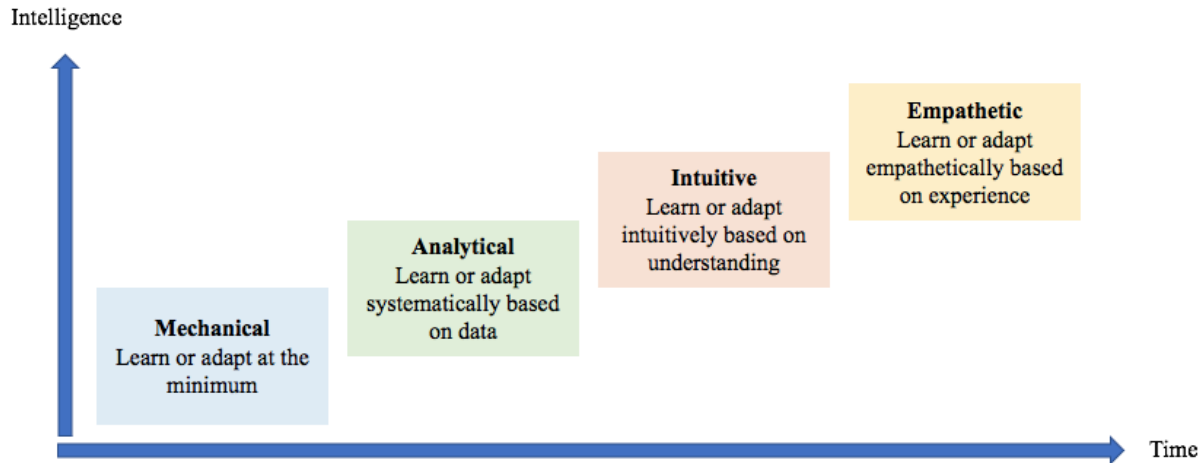 Intelligence
Empathetic
Learn or adapt
empathetically based
on experience
Intuitive
Learn or adapt
intuitively based on
understanding
Analytical
Learn or adapt
systematically based
on data
Mechanical
Learn or adapt at the
minimum
Time